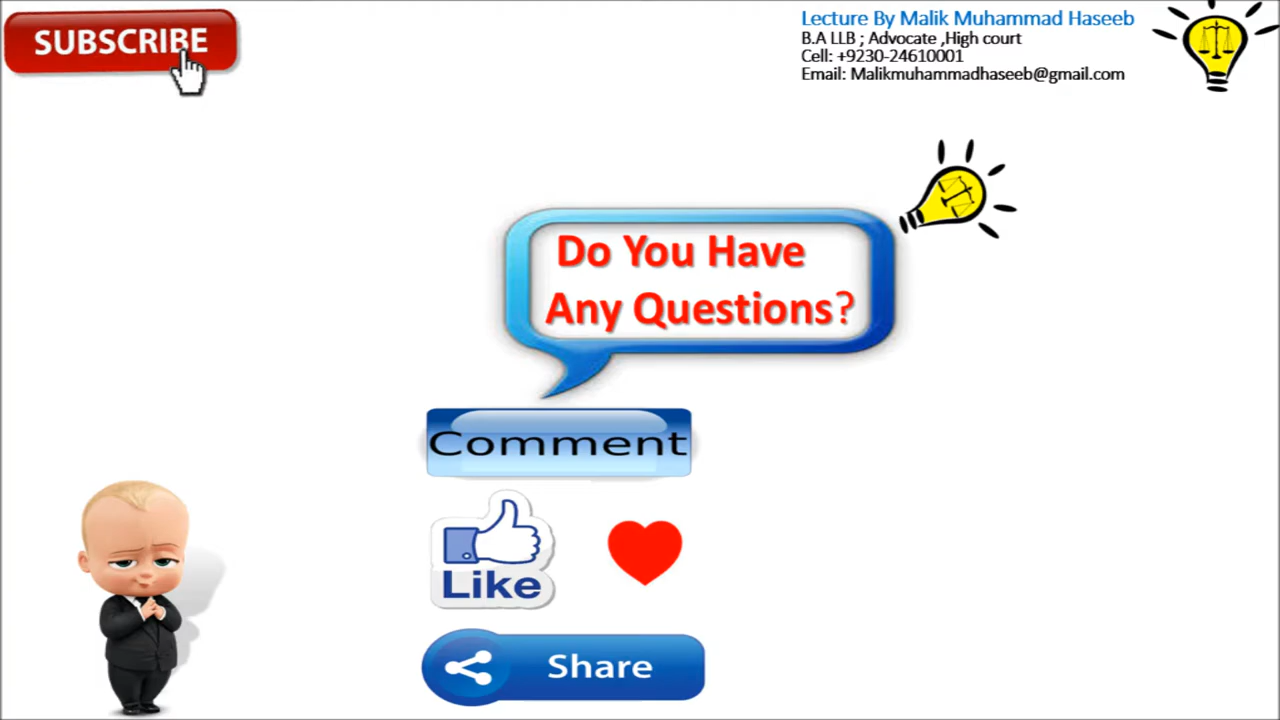 SUBSCRIBE
Lecture By Malik Muhammad Haseeb
B.A LLB ; Advocate ,High court
Cell: +9230-24610001
Email: Malikmuhammadhaseeb@gmail.com
Do You Have
Any Questions?
Comment
Like
Share